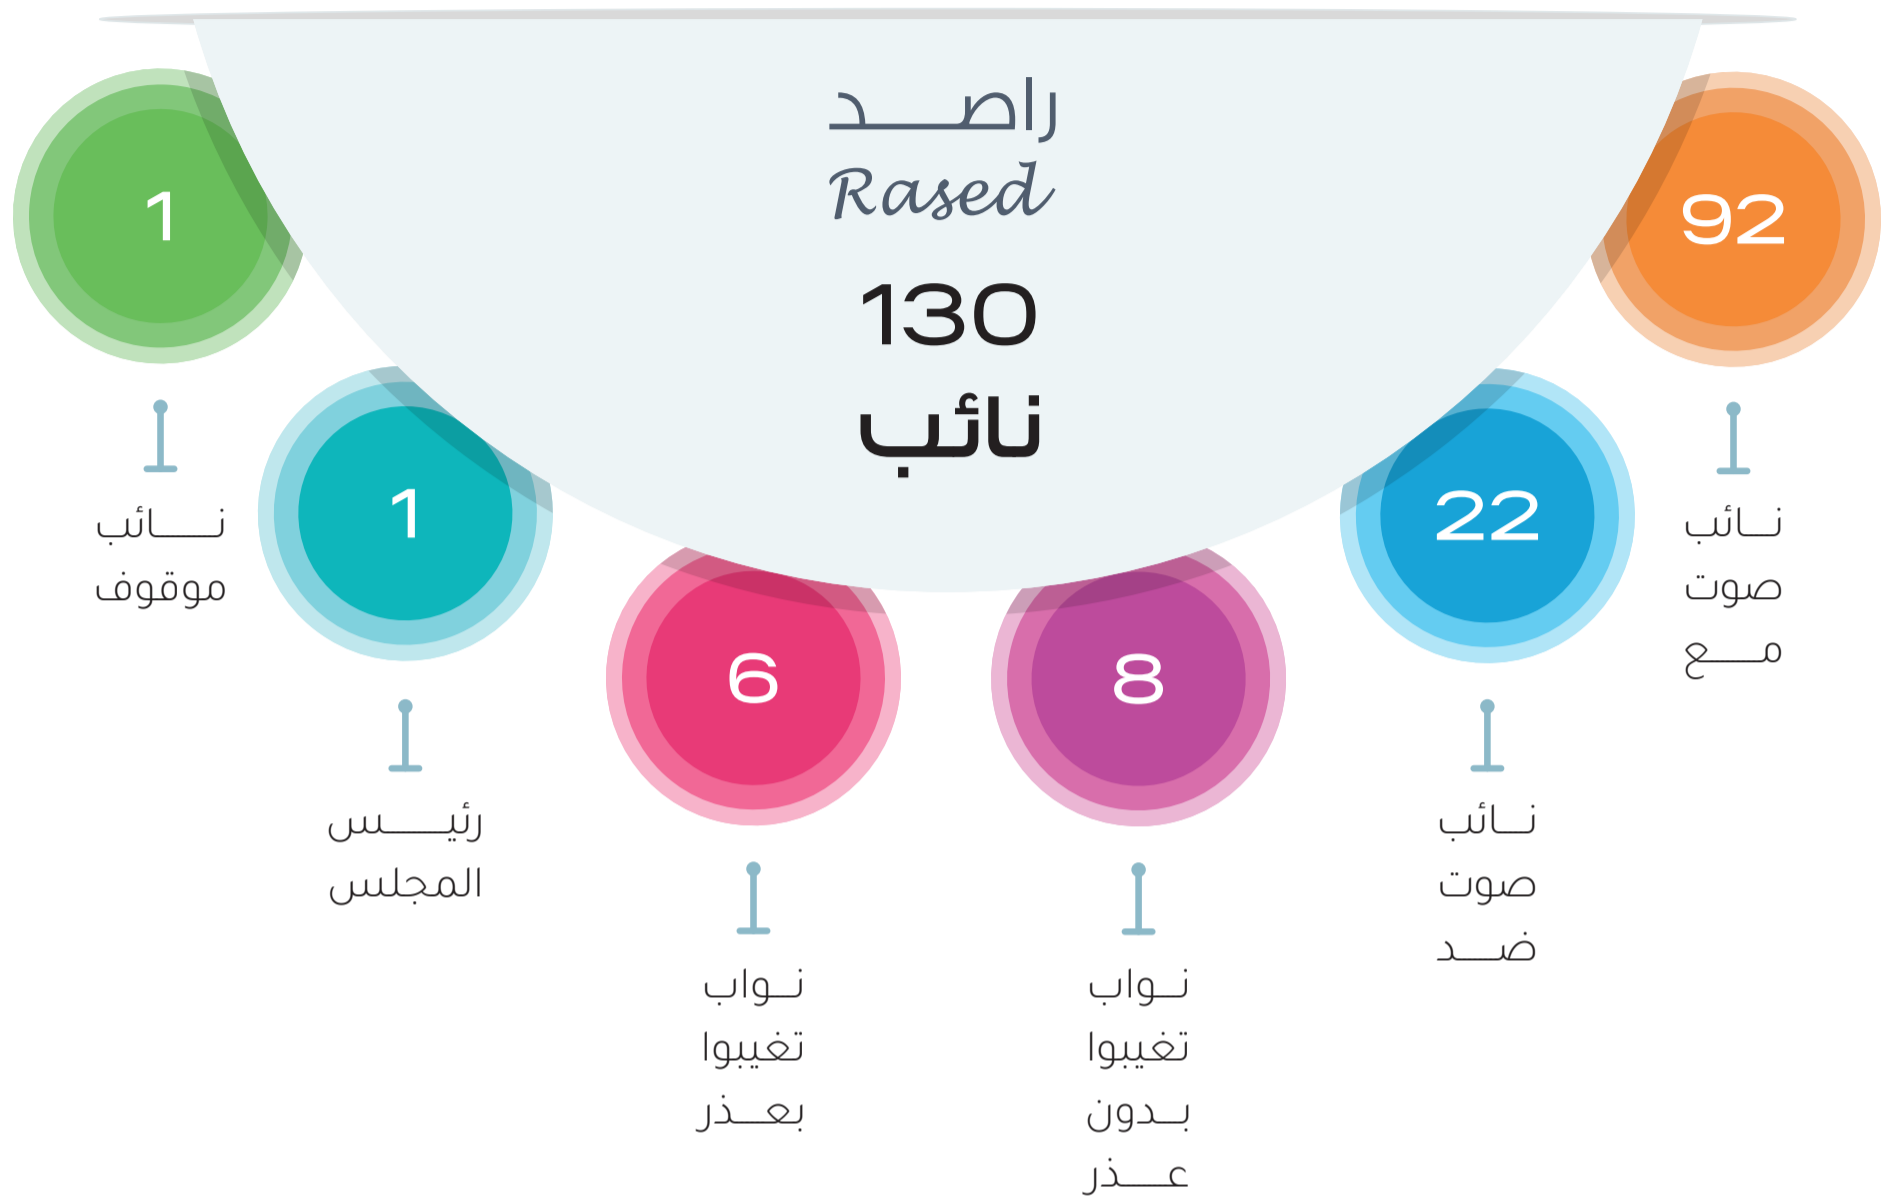 راصد
Rased
130
نائب
92
نائب
صوت
مع
22
نائب
صوت
ضد
8
نواب
تغيبوا
بدون
عذر
6
نواب
تغيبوا
بعذر
1
رئيس
المجلس
1
نائب
موقوف